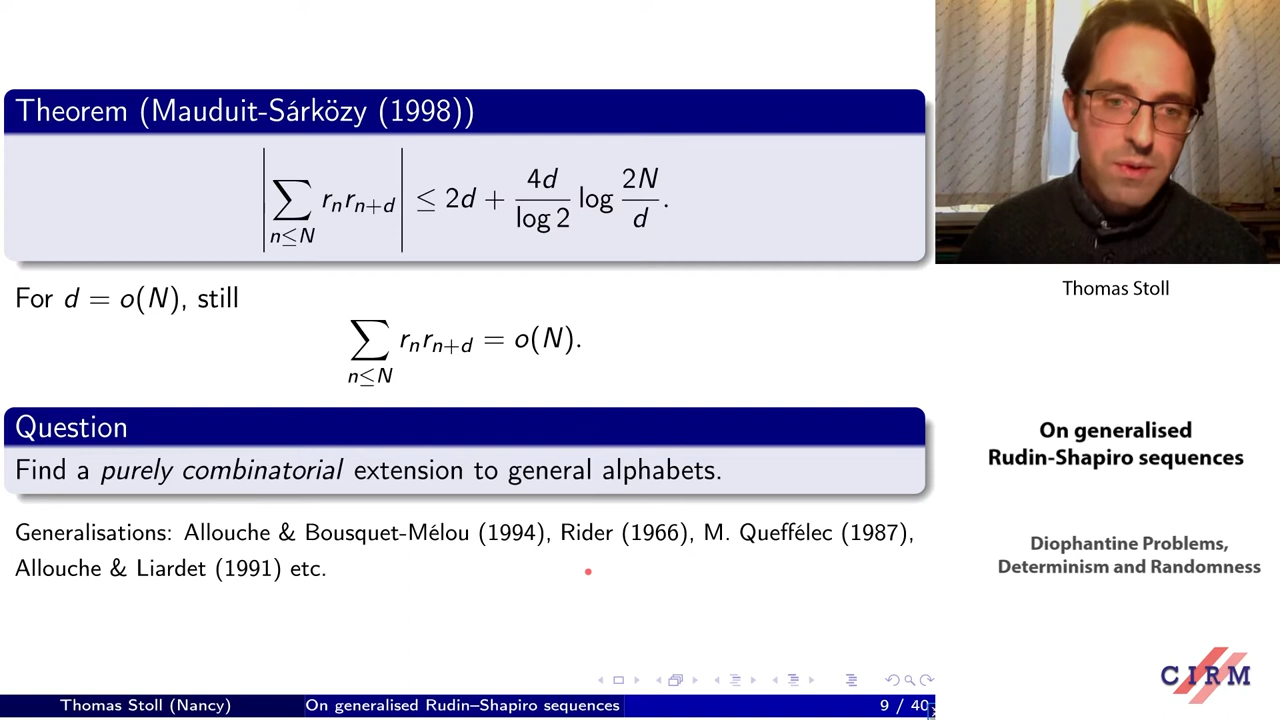 Theorem (Mauduit-Sárközy (1998))
|∑_{n≤N} r_n r_{n+d}| ≤ 2d + 4d/log 2 log 2N/d.
For d = o(N), still
∑_{n≤N} r_n r_{n+d} = o(N).
Question
Find a purely combinatorial extension to general alphabets.
Generalisations: Allouche & Bousquet-Mélou (1994), Rider (1966), M. Queffélec (1987),
Allouche & Liardet (1991) etc.
Thomas Stoll (Nancy) On generalised Rudin–Shapiro sequences 9 / 40
Thomas Stoll
On generalised
Rudin-Shapiro sequences
Diophantine Problems,
Determinism and Randomness
CIRM